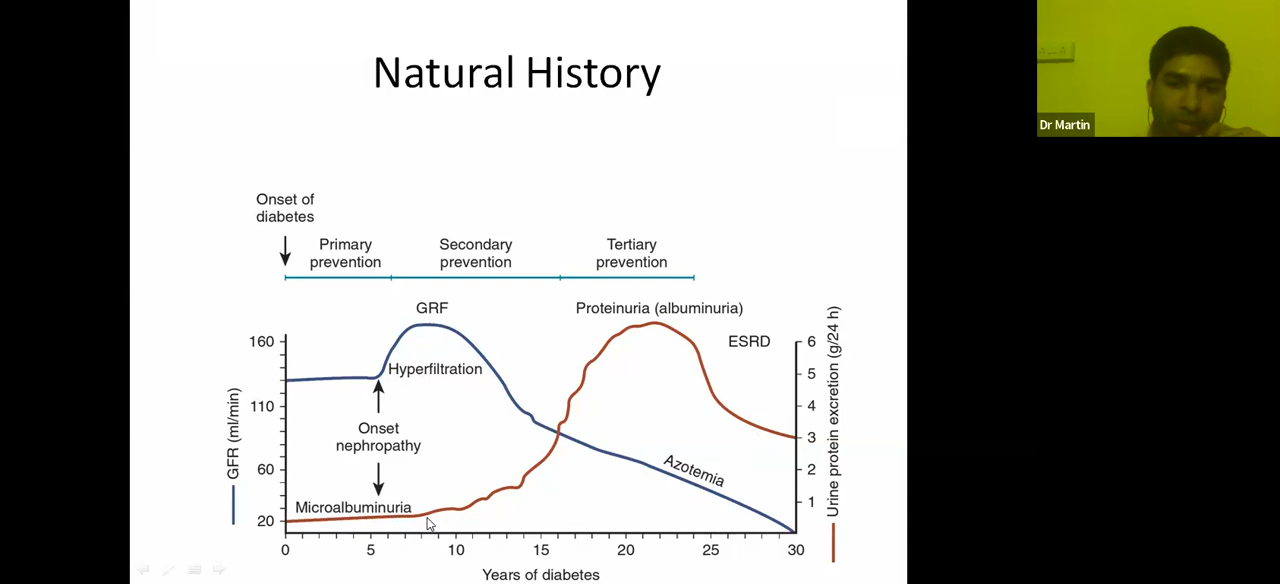 Natural History
Dr Martin
Onset of
diabetes
Primary
prevention
Secondary
prevention
Tertiary
prevention
GRF
Proteinuria (albuminuria)
ESRD
Hyperfiltration
Onset
nephropathy
Microalbuminuria
Azotemia
GFR (ml/min)
160
110
60
20
Urine protein excretion (g/24 h)
6
5
4
3
2
1
0 5 10 15 20 25 30
Years of diabetes